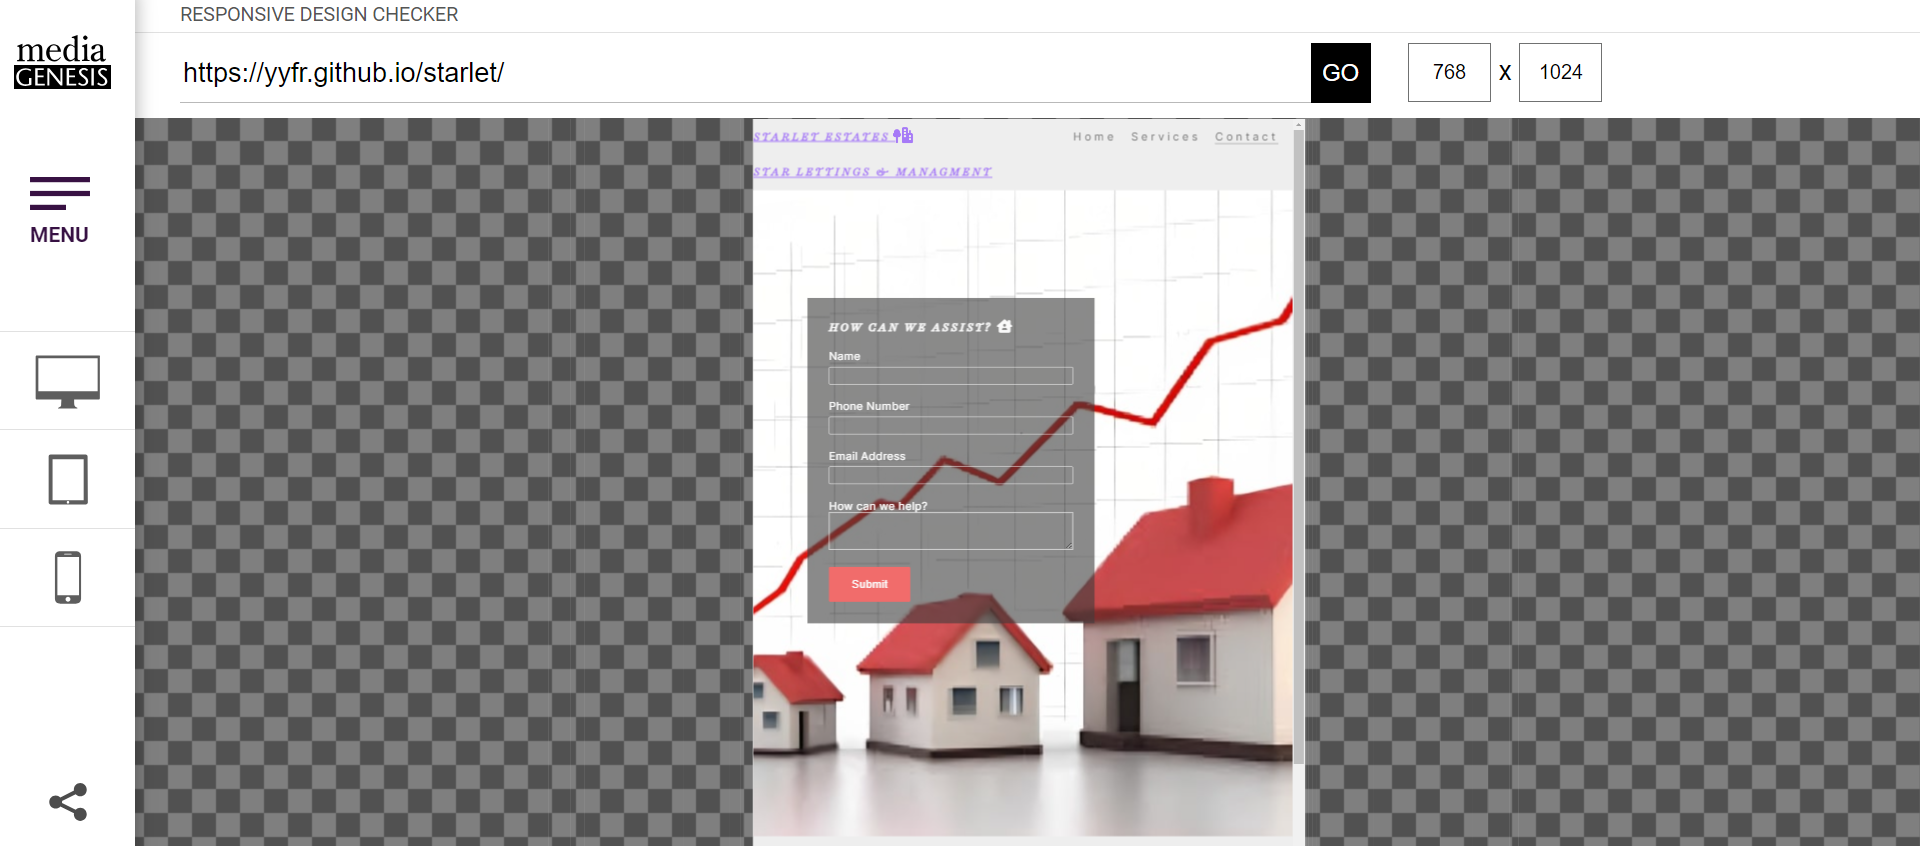 RESPONSIVE DESIGN CHECKER
media
GENESIS
https://yyfr.github.io/starlet/
GO
768 X 1024
MENU
STARLET ESTATES
Home Services Contact
STAR LETTINGS & MANAGMENT
HOW CAN WE ASSIST?
Name
Phone Number
Email Address
How can we help?
Submit